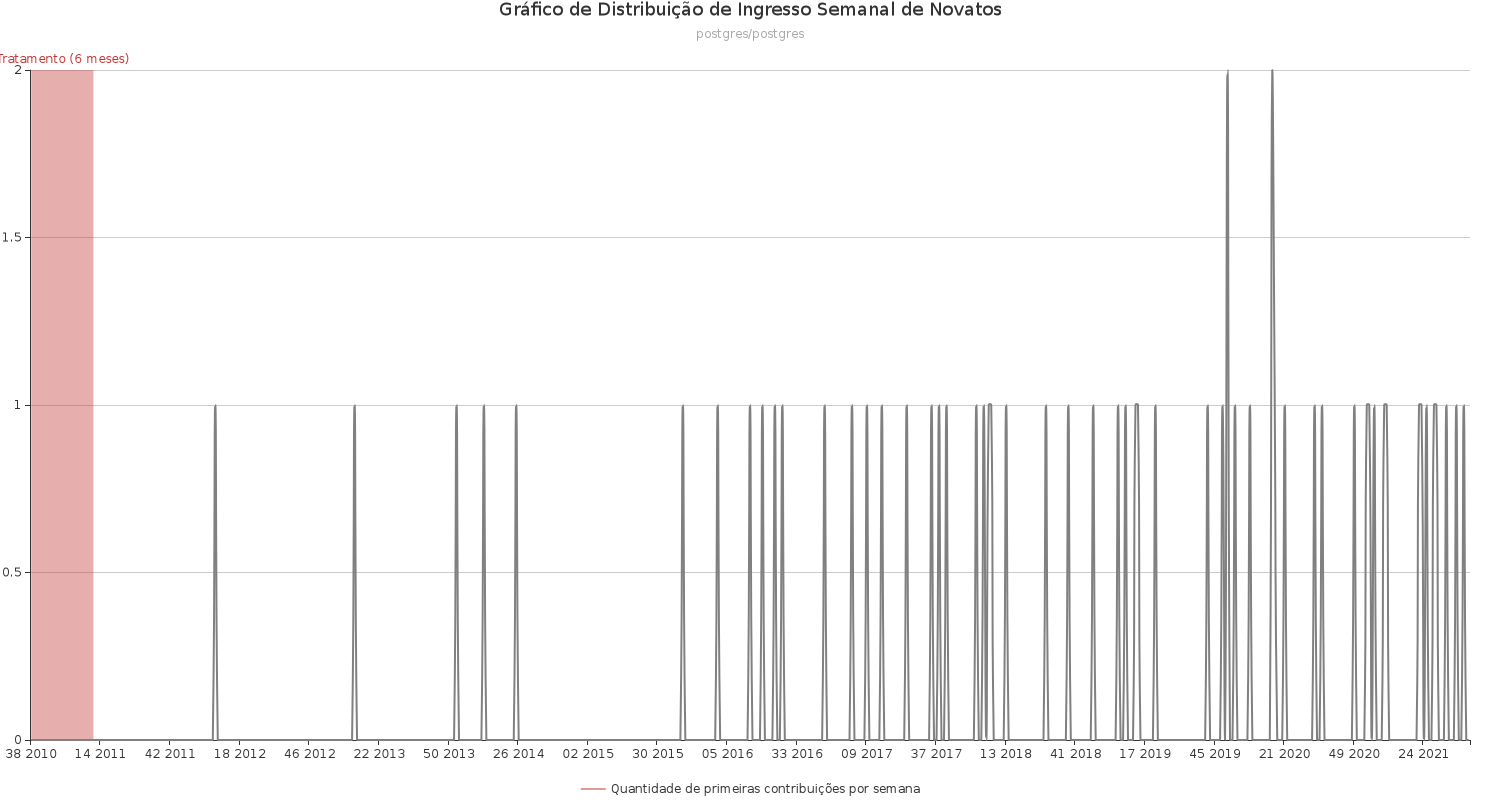 Gráfico de Distribuição de Ingresso Semanal de Novatos
postgres/postgres
Tratamento (6 meses)
2
1.5
1
0.5
0
38 2010 14 2011 42 2011 18 2012 46 2012 22 2013 50 2013 26 2014 02 2015 30 2015 05 2016 33 2016 09 2017 37 2017 13 2018 41 2018 17 2019 45 2019 21 2020 49 2020 24 2021
Quantidade de primeiras contribuições por semana